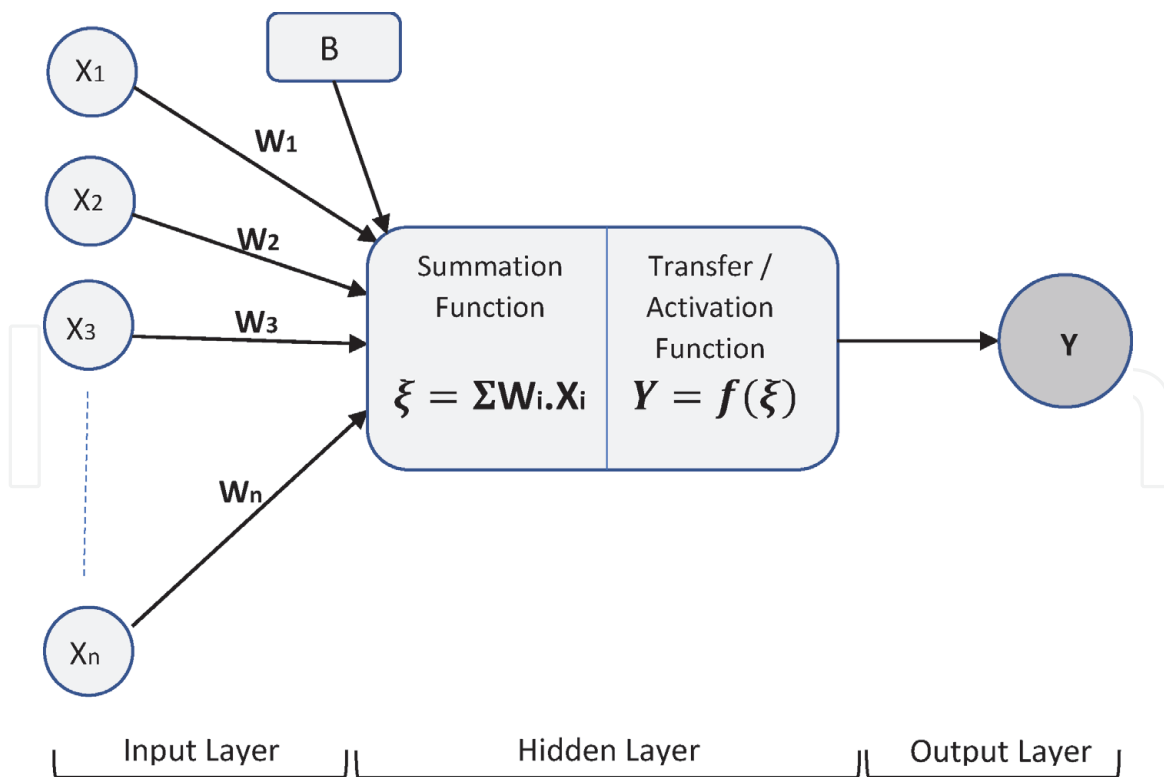 X1
B
W1
X2
W2
X3
W3
Summation
Function
ξ = ΣWi.Xi
Transfer /
Activation
Function
Y = f(ξ)
Y
Wn
Xn
Input Layer
Hidden Layer
Output Layer